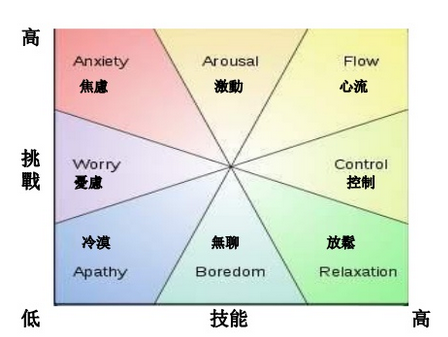 高
Anxiety
Arousal
Flow
焦慮
激動
心流
挑戰
Worry
Control
憂慮
控制
冷漠
無聊
放鬆
Apathy
Boredom
Relaxation
低
技能
高